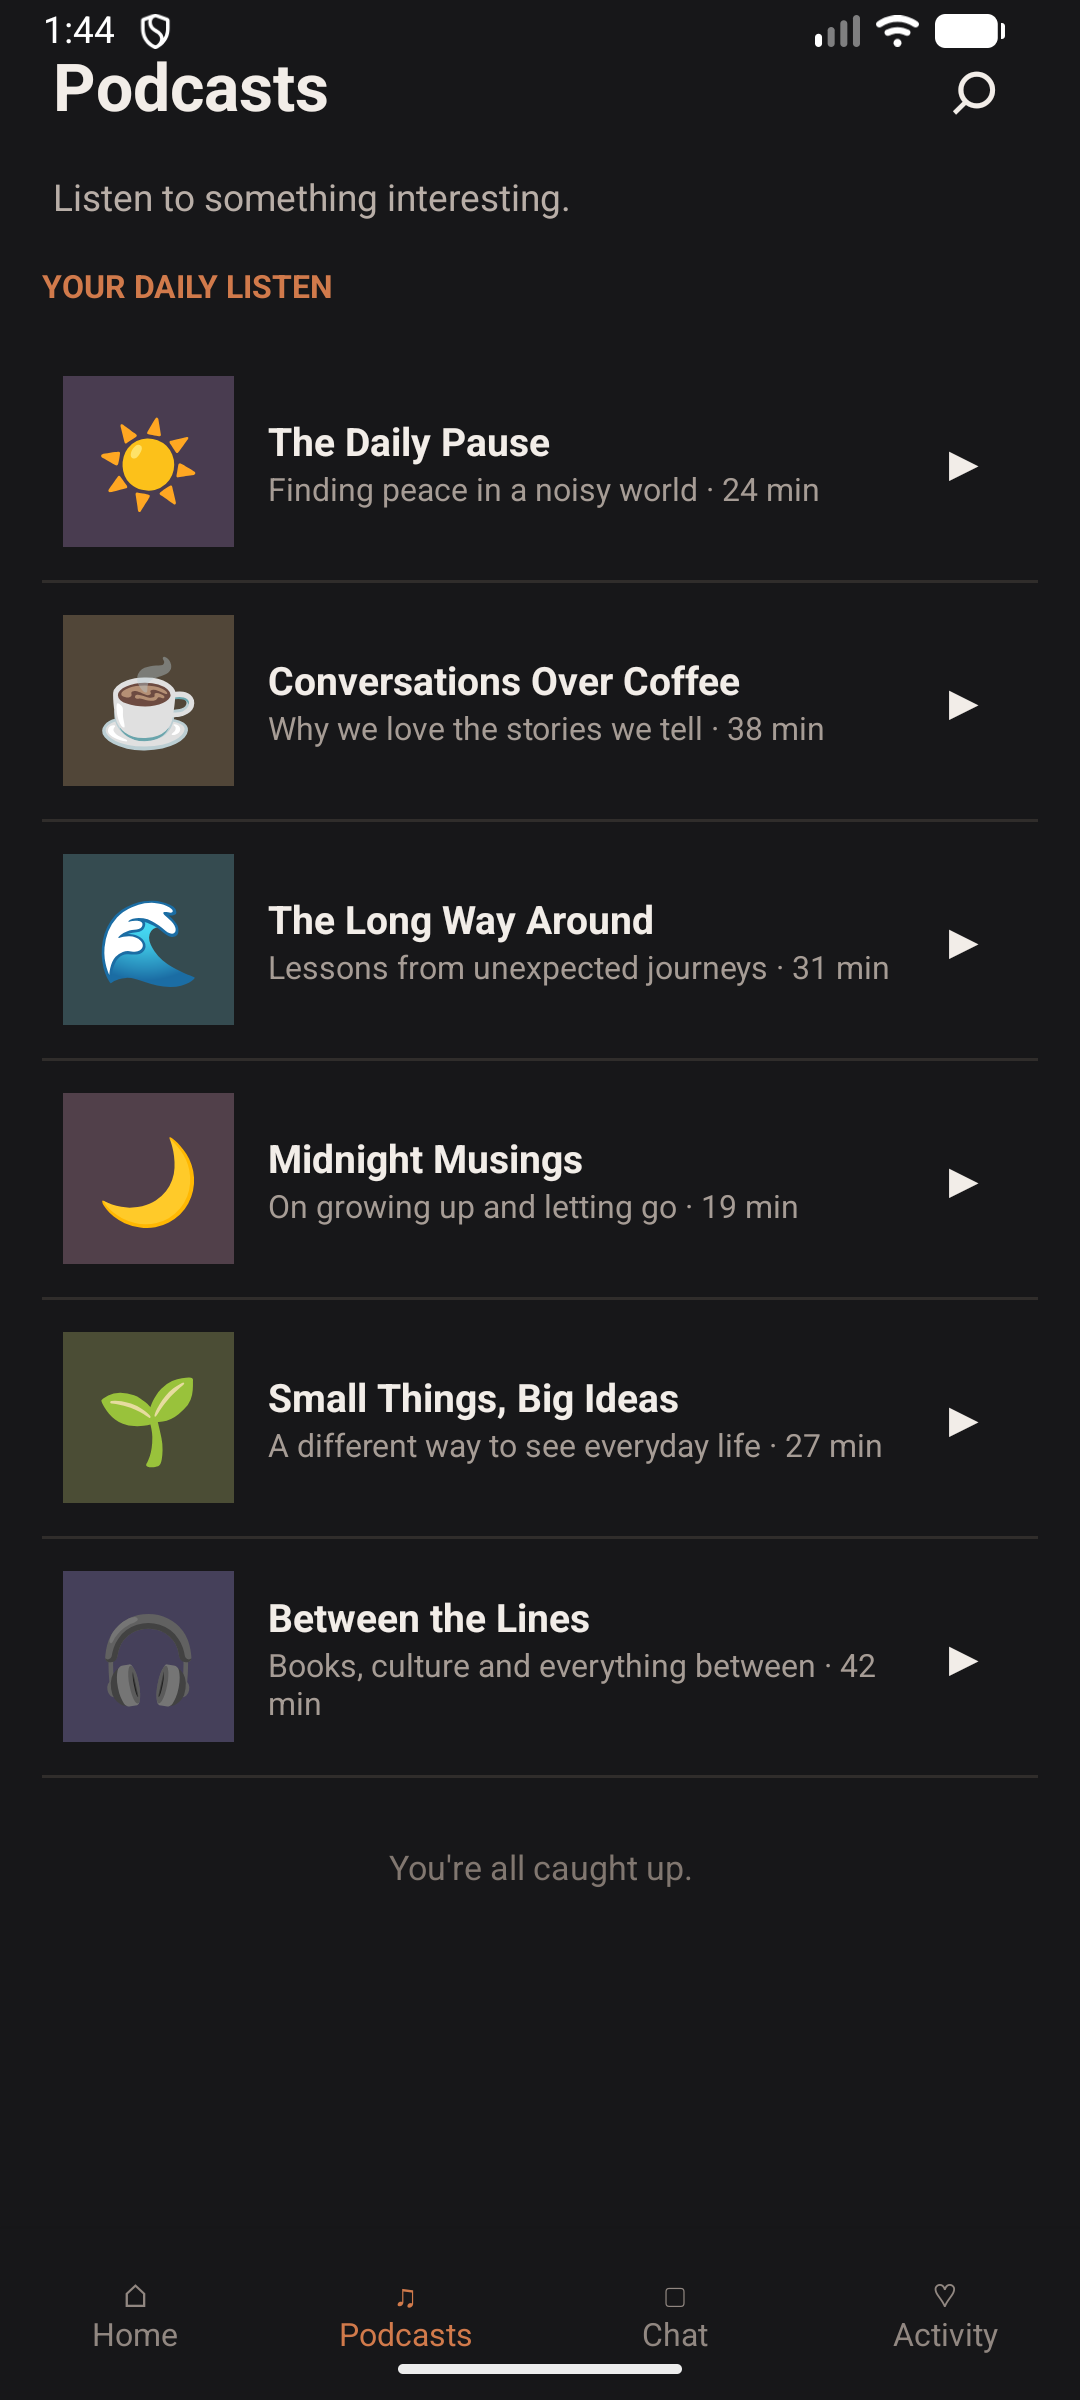 1:44
Podcasts
Listen to something interesting.
YOUR DAILY LISTEN
The Daily Pause
Finding peace in a noisy world · 24 min
Conversations Over Coffee
Why we love the stories we tell · 38 min
The Long Way Around
Lessons from unexpected journeys · 31 min
Midnight Musings
On growing up and letting go · 19 min
Small Things, Big Ideas
A different way to see everyday life · 27 min
Between the Lines
Books, culture and everything between · 42
min
You're all caught up.
Home
Podcasts
Chat
Activity